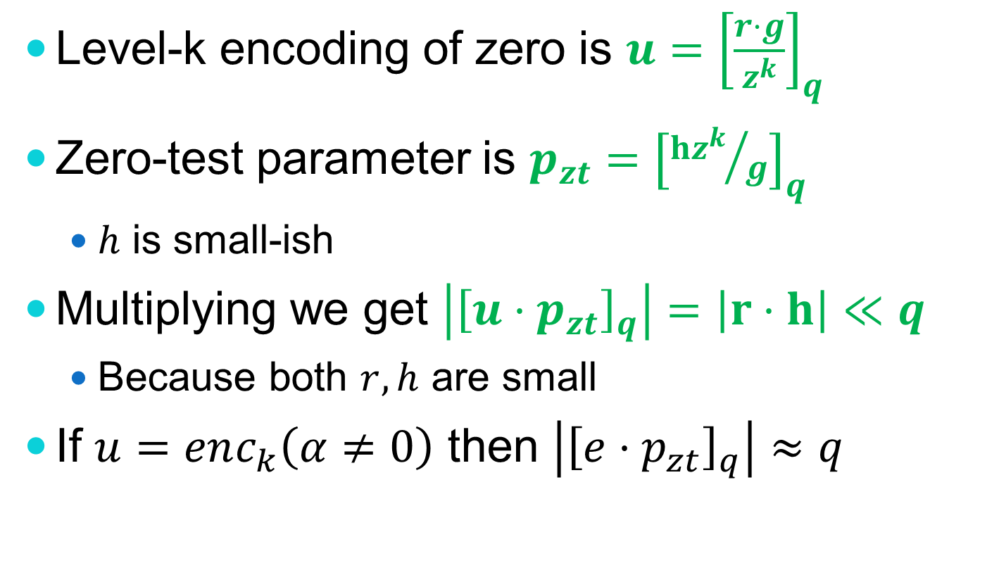 • Level-k encoding of zero is $\boldsymbol{u} = \left[\frac{\boldsymbol{r} \cdot \boldsymbol{g}}{\boldsymbol{z}^{\boldsymbol{k}}}\right]_{\boldsymbol{q}}$
• Zero-test parameter is $\boldsymbol{p}_{\boldsymbol{zt}} = \left[\mathbf{h}\boldsymbol{z}^{\boldsymbol{k}} / \boldsymbol{g}\right]_{\boldsymbol{q}}$
• $h$ is small-ish
• Multiplying we get $\left|[\boldsymbol{u} \cdot \boldsymbol{p}_{\boldsymbol{zt}}]_{\boldsymbol{q}}\right| = |\mathbf{r} \cdot \mathbf{h}| \ll \boldsymbol{q}$
• Because both $r, h$ are small
• If $u = enc_k(\alpha \neq 0)$ then $\left|[e \cdot p_{zt}]_q\right| \approx q$